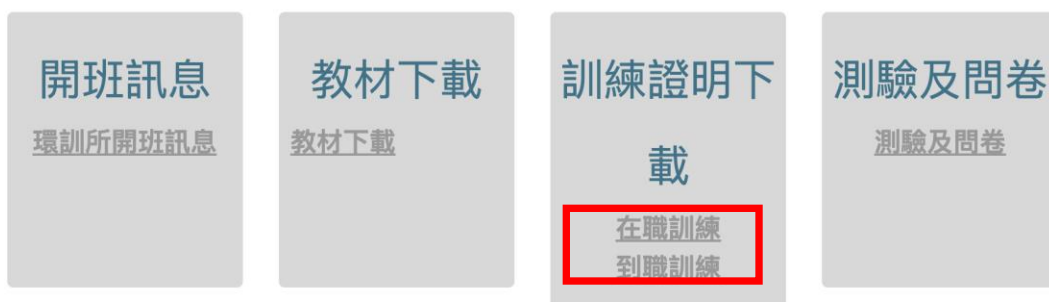 開班訊息
環訓所開班訊息
教材下載
教材下載
訓練證明下
載
在職訓練
到職訓練
測驗及問卷
測驗及問卷